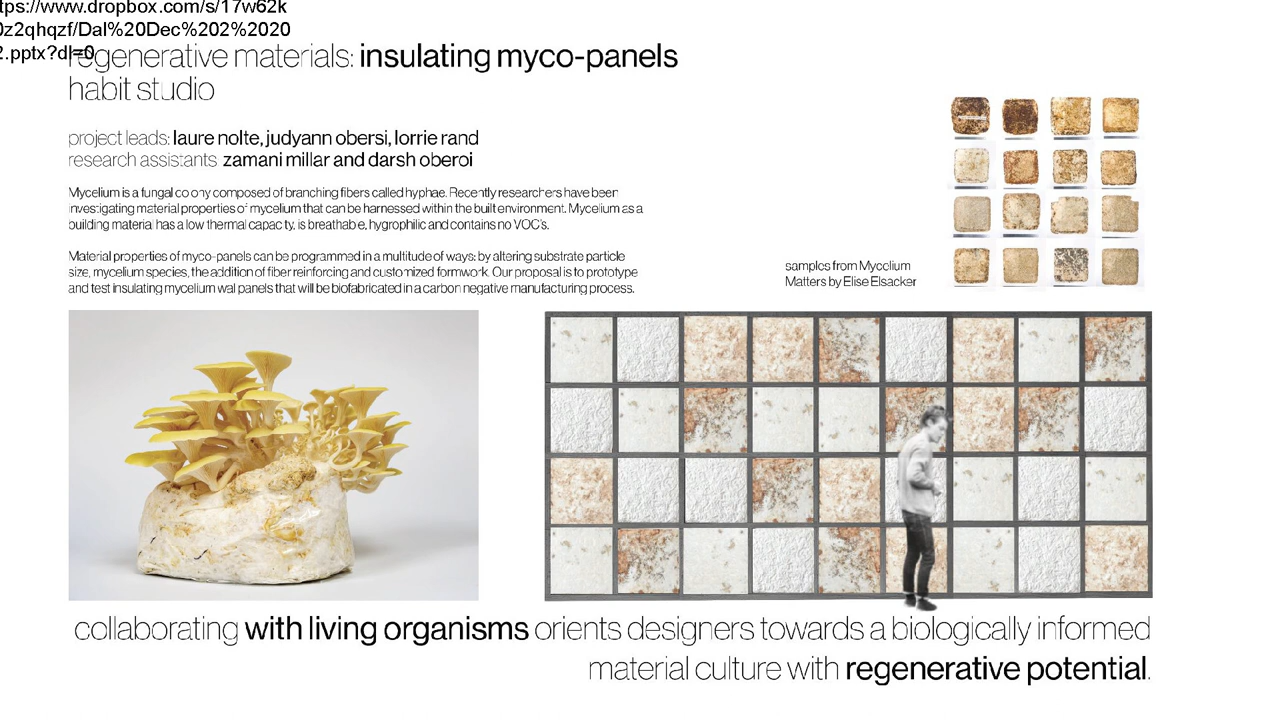 tps://www.dropbox.com/s/17w62k
0z2qhqzf/Dal%20Dec%202%2020
2.pptx?dl=0
regenerative materials: insulating myco-panels
habit studio
project leads: laure nolte, judyann obersi, lorrie rand
research assistants zamani millar and darsh oberoi
Mycelium is a fungal co ony composed of branching fibers called hyphae. Recently researchers have been
investigating material properties of mycelium that can be harnessed within the built environment. Mycelium as a
building material has a low thermal capacity, is breathable, hygrophilic and contains no VOC's.
Material properties of myco-panels can be programmed in a multitude of ways: by altering substrate particle
size, mycelium species, the addition of fiber reinforcing and customized formwork. Our proposal is to prototype
and test insulating mycelium wal panels that will be biofabricated in a carbon negative manufacturing process.
samples from Mycelium
Matters by Elise Elsacker
collaborating with living organisms orients designers towards a biologically informed
material culture with regenerative potential.